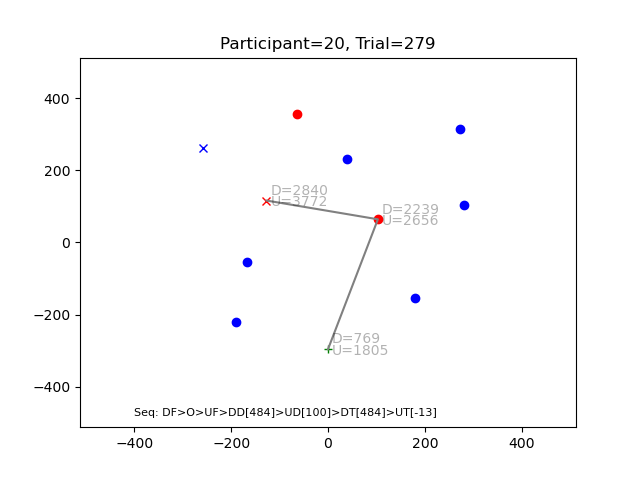 Participant=20, Trial=279
400
200
0
−200
−400
D=2840
U=3772
D=2239
U=2656
D=769
U=1805
Seq: DF>O>UF>DD[484]>UD[100]>DT[484]>UT[-13]
−400
−200
0
200
400